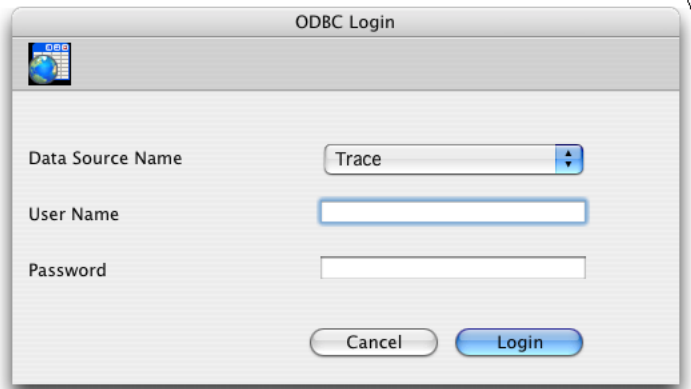 ODBC Login
Data Source Name Trace
User Name
Password
Cancel Login